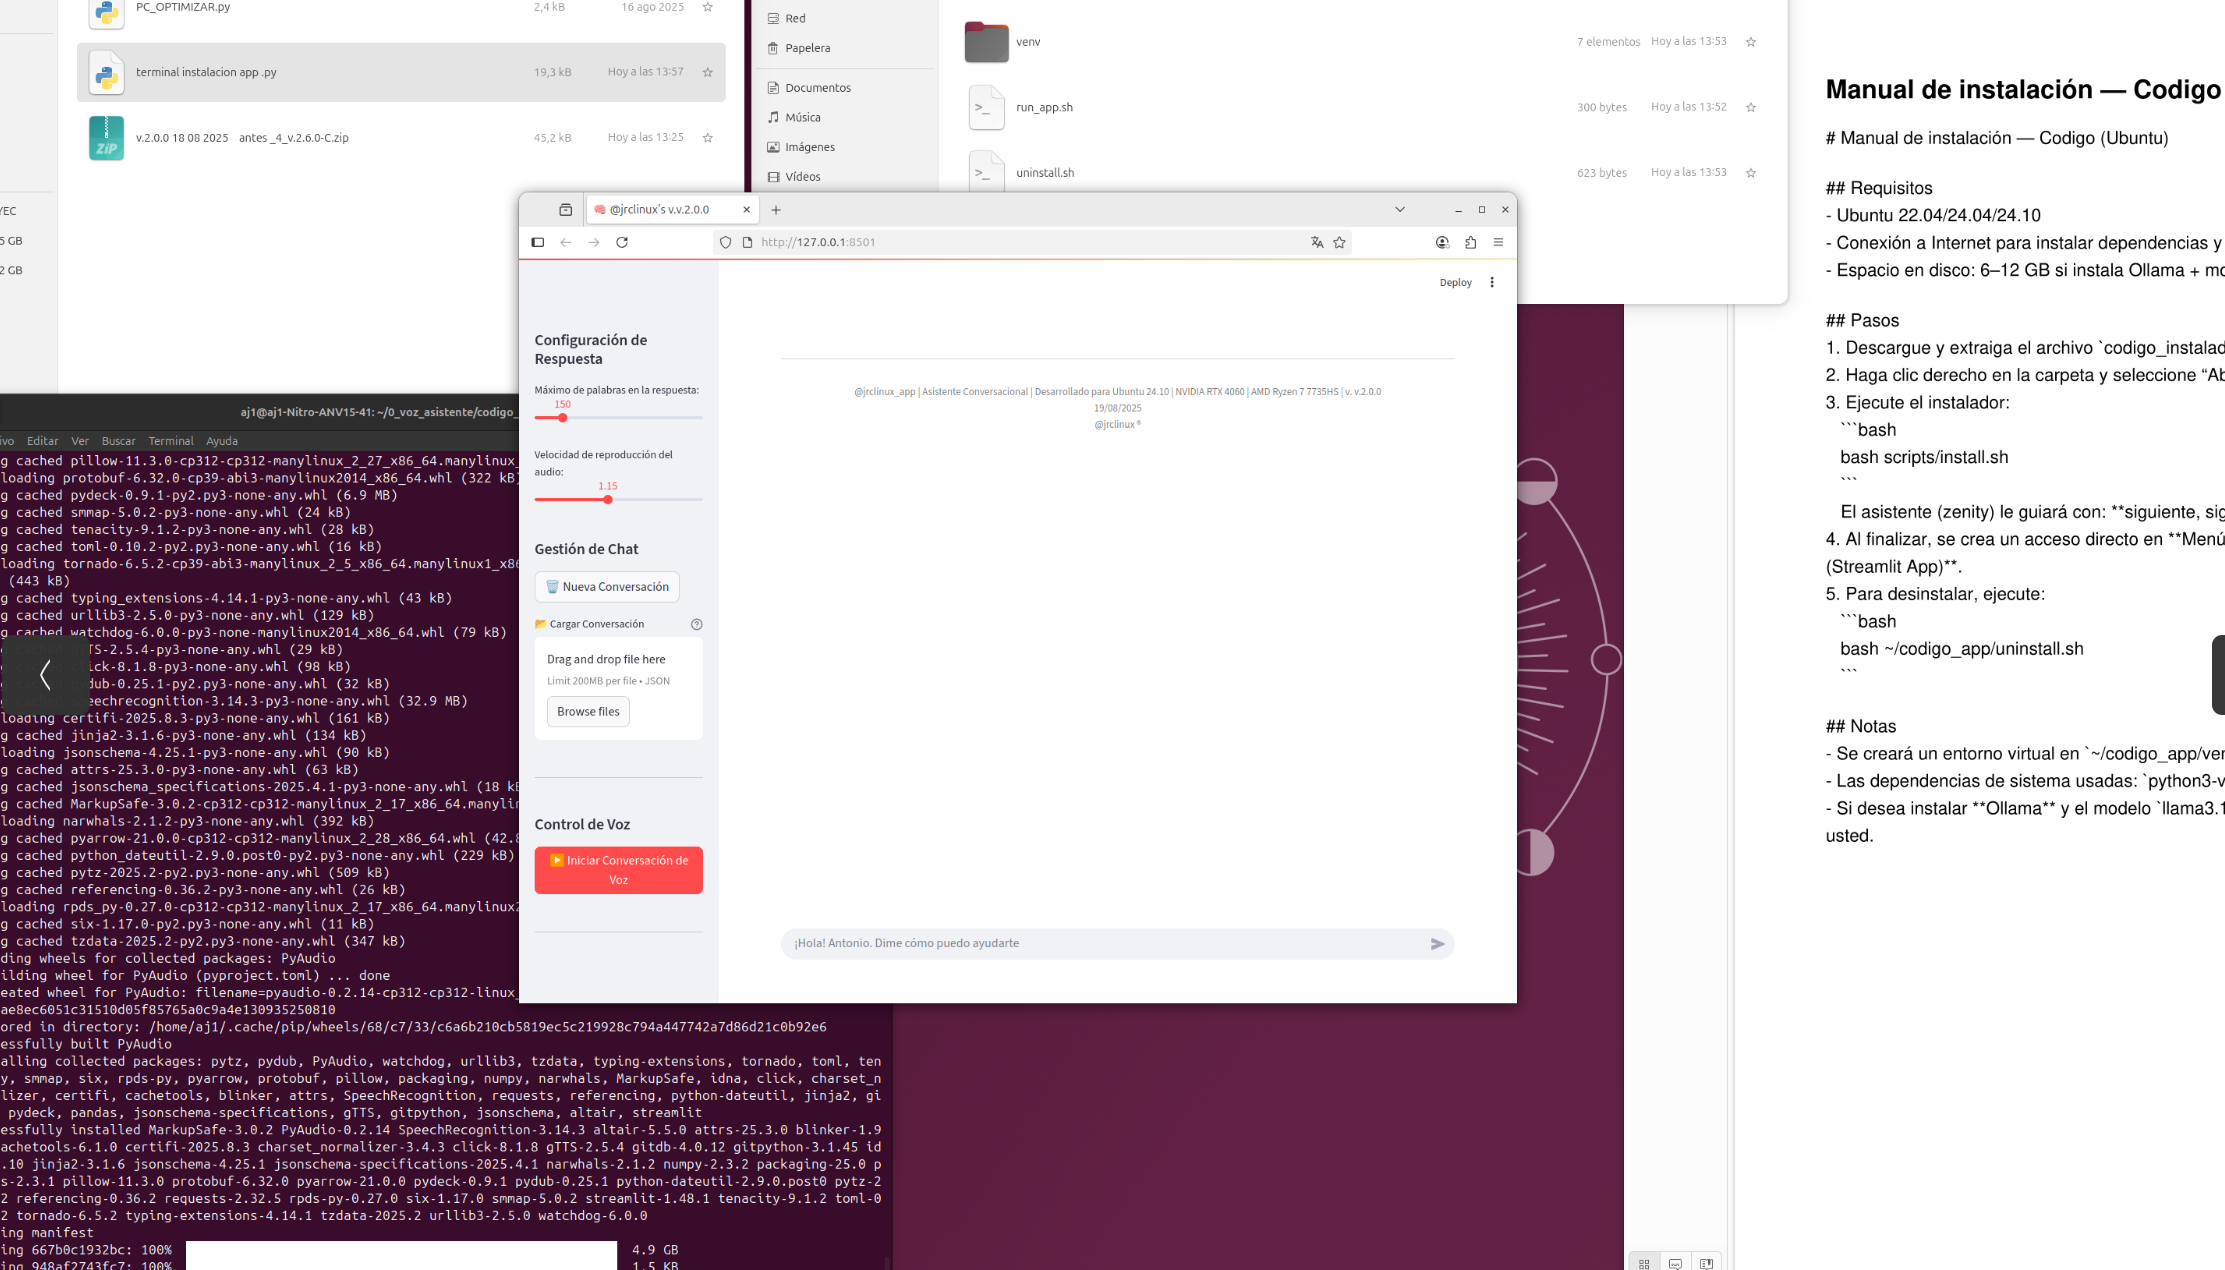 PC_OPTIMIZAR.py 2,4 kB 16 ago 2025
terminal instalacion app .py 19,3 kB Hoy a las 13:57
v.2.0.0 18 08 2025 antes _4_v.2.6.0-C.zip 45,2 kB Hoy a las 13:25
5 GB
2 GB
Red
Papelera
Documentos
Música
Imágenes
Vídeos
venv 7 elementos Hoy a las 13:53
run_app.sh 300 bytes Hoy a las 13:52
uninstall.sh 623 bytes Hoy a las 13:53
@jrclinux's v.v.2.0.0
http://127.0.0.1:8501
Deploy
Configuración de
Respuesta
Máximo de palabras en la respuesta:
150
Velocidad de reproducción del
audio:
1.15
Gestión de Chat
Nueva Conversación
Cargar Conversación
Drag and drop file here
Limit 200MB per file • JSON
Browse files
Control de Voz
Iniciar Conversación de
Voz
@jrclinux_app | Asistente Conversacional | Desarrollado para Ubuntu 24.10 | NVIDIA RTX 4060 | AMD Ryzen 7 7735HS | v. v.2.0.0
19/08/2025
@jrclinux ®
¡Hola! Antonio. Dime cómo puedo ayudarte
aj1@aj1-Nitro-ANV15-41: ~/0_voz_asistente/codigo_
ivo Editar Ver Buscar Terminal Ayuda
g cached pillow-11.3.0-cp312-cp312-manylinux_2_27_x86_64.manylinux_
loading protobuf-6.32.0-cp39-abi3-manylinux2014_x86_64.whl (322 kB)
g cached pydeck-0.9.1-py2.py3-none-any.whl (6.9 MB)
g cached smmap-5.0.2-py3-none-any.whl (24 kB)
g cached tenacity-9.1.2-py3-none-any.whl (28 kB)
g cached toml-0.10.2-py2.py3-none-any.whl (16 kB)
loading tornado-6.5.2-cp39-abi3-manylinux_2_5_x86_64.manylinux1_x86
(443 kB)
g cached typing_extensions-4.14.1-py3-none-any.whl (43 kB)
g cached urllib3-2.5.0-py3-none-any.whl (129 kB)
g cached watchdog-6.0.0-py3-none-manylinux2014_x86_64.whl (79 kB)
g cached gTTS-2.5.4-py3-none-any.whl (29 kB)
g cached click-8.1.8-py3-none-any.whl (98 kB)
g cached pydub-0.25.1-py2.py3-none-any.whl (32 kB)
g cached speechrecognition-3.14.3-py3-none-any.whl (32.9 MB)
loading certifi-2025.8.3-py3-none-any.whl (161 kB)
g cached jinja2-3.1.6-py3-none-any.whl (134 kB)
loading jsonschema-4.25.1-py3-none-any.whl (90 kB)
g cached attrs-25.3.0-py3-none-any.whl (63 kB)
g cached jsonschema_specifications-2025.4.1-py3-none-any.whl (18 kB
g cached MarkupSafe-3.0.2-cp312-cp312-manylinux_2_17_x86_64.manylin
loading narwhals-2.1.2-py3-none-any.whl (392 kB)
g cached pyarrow-21.0.0-cp312-cp312-manylinux_2_28_x86_64.whl (42.8
g cached python_dateutil-2.9.0.post0-py2.py3-none-any.whl (229 kB)
g cached pytz-2025.2-py2.py3-none-any.whl (509 kB)
g cached referencing-0.36.2-py3-none-any.whl (26 kB)
loading rpds_py-0.27.0-cp312-cp312-manylinux_2_17_x86_64.manylinux2
g cached six-1.17.0-py2.py3-none-any.whl (11 kB)
g cached tzdata-2025.2-py2.py3-none-any.whl (347 kB)
ding wheels for collected packages: PyAudio
ilding wheel for PyAudio (pyproject.toml) ... done
eated wheel for PyAudio: filename=pyaudio-0.2.14-cp312-cp312-linux_
ae8ec6051c31510d05f85765a0c9a4e130935250810
ored in directory: /home/aj1/.cache/pip/wheels/68/c7/33/c6a6b210cb5819ec5c219928c794a447742a7d86d21c0b92e6
essfully built PyAudio
alling collected packages: pytz, pydub, PyAudio, watchdog, urllib3, tzdata, typing-extensions, tornado, toml, ten
y, smmap, six, rpds-py, pyarrow, protobuf, pillow, packaging, numpy, narwhals, MarkupSafe, idna, click, charset_n
lizer, certifi, cachetools, blinker, attrs, SpeechRecognition, requests, referencing, python-dateutil, jinja2, gi
pydeck, pandas, jsonschema-specifications, gTTS, gitpython, jsonschema, altair, streamlit
essfully installed MarkupSafe-3.0.2 PyAudio-0.2.14 SpeechRecognition-3.14.3 altair-5.5.0 attrs-25.3.0 blinker-1.9
achetools-6.1.0 certifi-2025.8.3 charset_normalizer-3.4.3 click-8.1.8 gTTS-2.5.4 gitdb-4.0.12 gitpython-3.1.45 id
.10 jinja2-3.1.6 jsonschema-4.25.1 jsonschema-specifications-2025.4.1 narwhals-2.1.2 numpy-2.3.2 packaging-25.0 p
s-2.3.1 pillow-11.3.0 protobuf-6.32.0 pyarrow-21.0.0 pydeck-0.9.1 pydub-0.25.1 python-dateutil-2.9.0.post0 pytz-2
2 referencing-0.36.2 requests-2.32.5 rpds-py-0.27.0 six-1.17.0 smmap-5.0.2 streamlit-1.48.1 tenacity-9.1.2 toml-0
2 tornado-6.5.2 typing-extensions-4.14.1 tzdata-2025.2 urllib3-2.5.0 watchdog-6.0.0
ing manifest
ing 667b0c1932bc: 100% 4.9 GB
ing 948af2743fc7: 100% 1.5 KB
Manual de instalación — Codigo
# Manual de instalación — Codigo (Ubuntu)
## Requisitos
- Ubuntu 22.04/24.04/24.10
- Conexión a Internet para instalar dependencias y
- Espacio en disco: 6–12 GB si instala Ollama + mo
## Pasos
1. Descargue y extraiga el archivo `codigo_instalad
2. Haga clic derecho en la carpeta y seleccione “Ab
3. Ejecute el instalador:
```bash
bash scripts/install.sh
```
El asistente (zenity) le guiará con: **siguiente, sig
4. Al finalizar, se crea un acceso directo en **Menú
(Streamlit App)**.
5. Para desinstalar, ejecute:
```bash
bash ~/codigo_app/uninstall.sh
```
## Notas
- Se creará un entorno virtual en `~/codigo_app/ven
- Las dependencias de sistema usadas: `python3-v
- Si desea instalar **Ollama** y el modelo `llama3.1
usted.